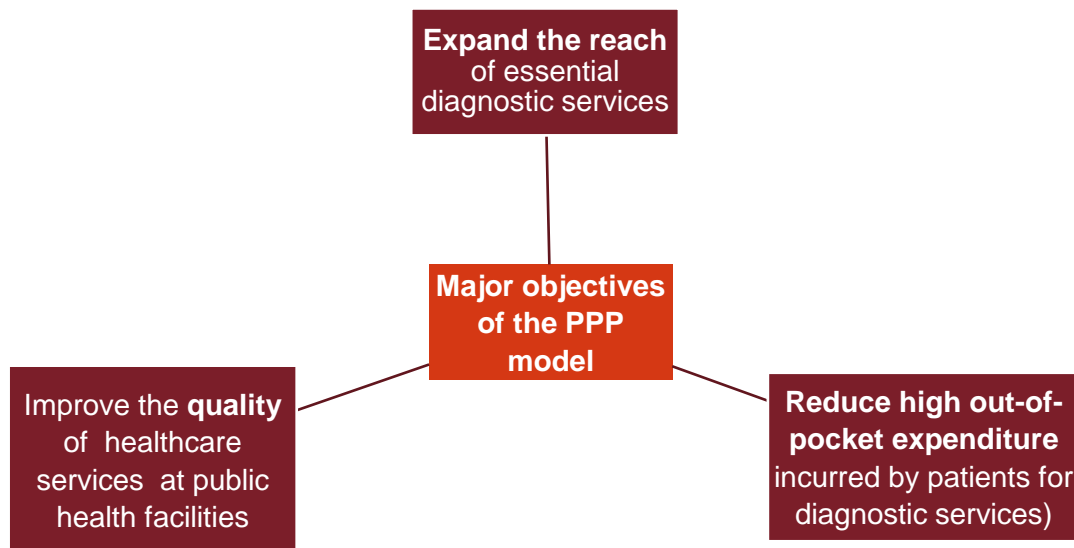 Expand the reach
of essential
diagnostic services
Major objectives
of the PPP
model
Improve the quality
of healthcare
services at public
health facilities
Reduce high out-of-
pocket expenditure
incurred by patients for
diagnostic services)